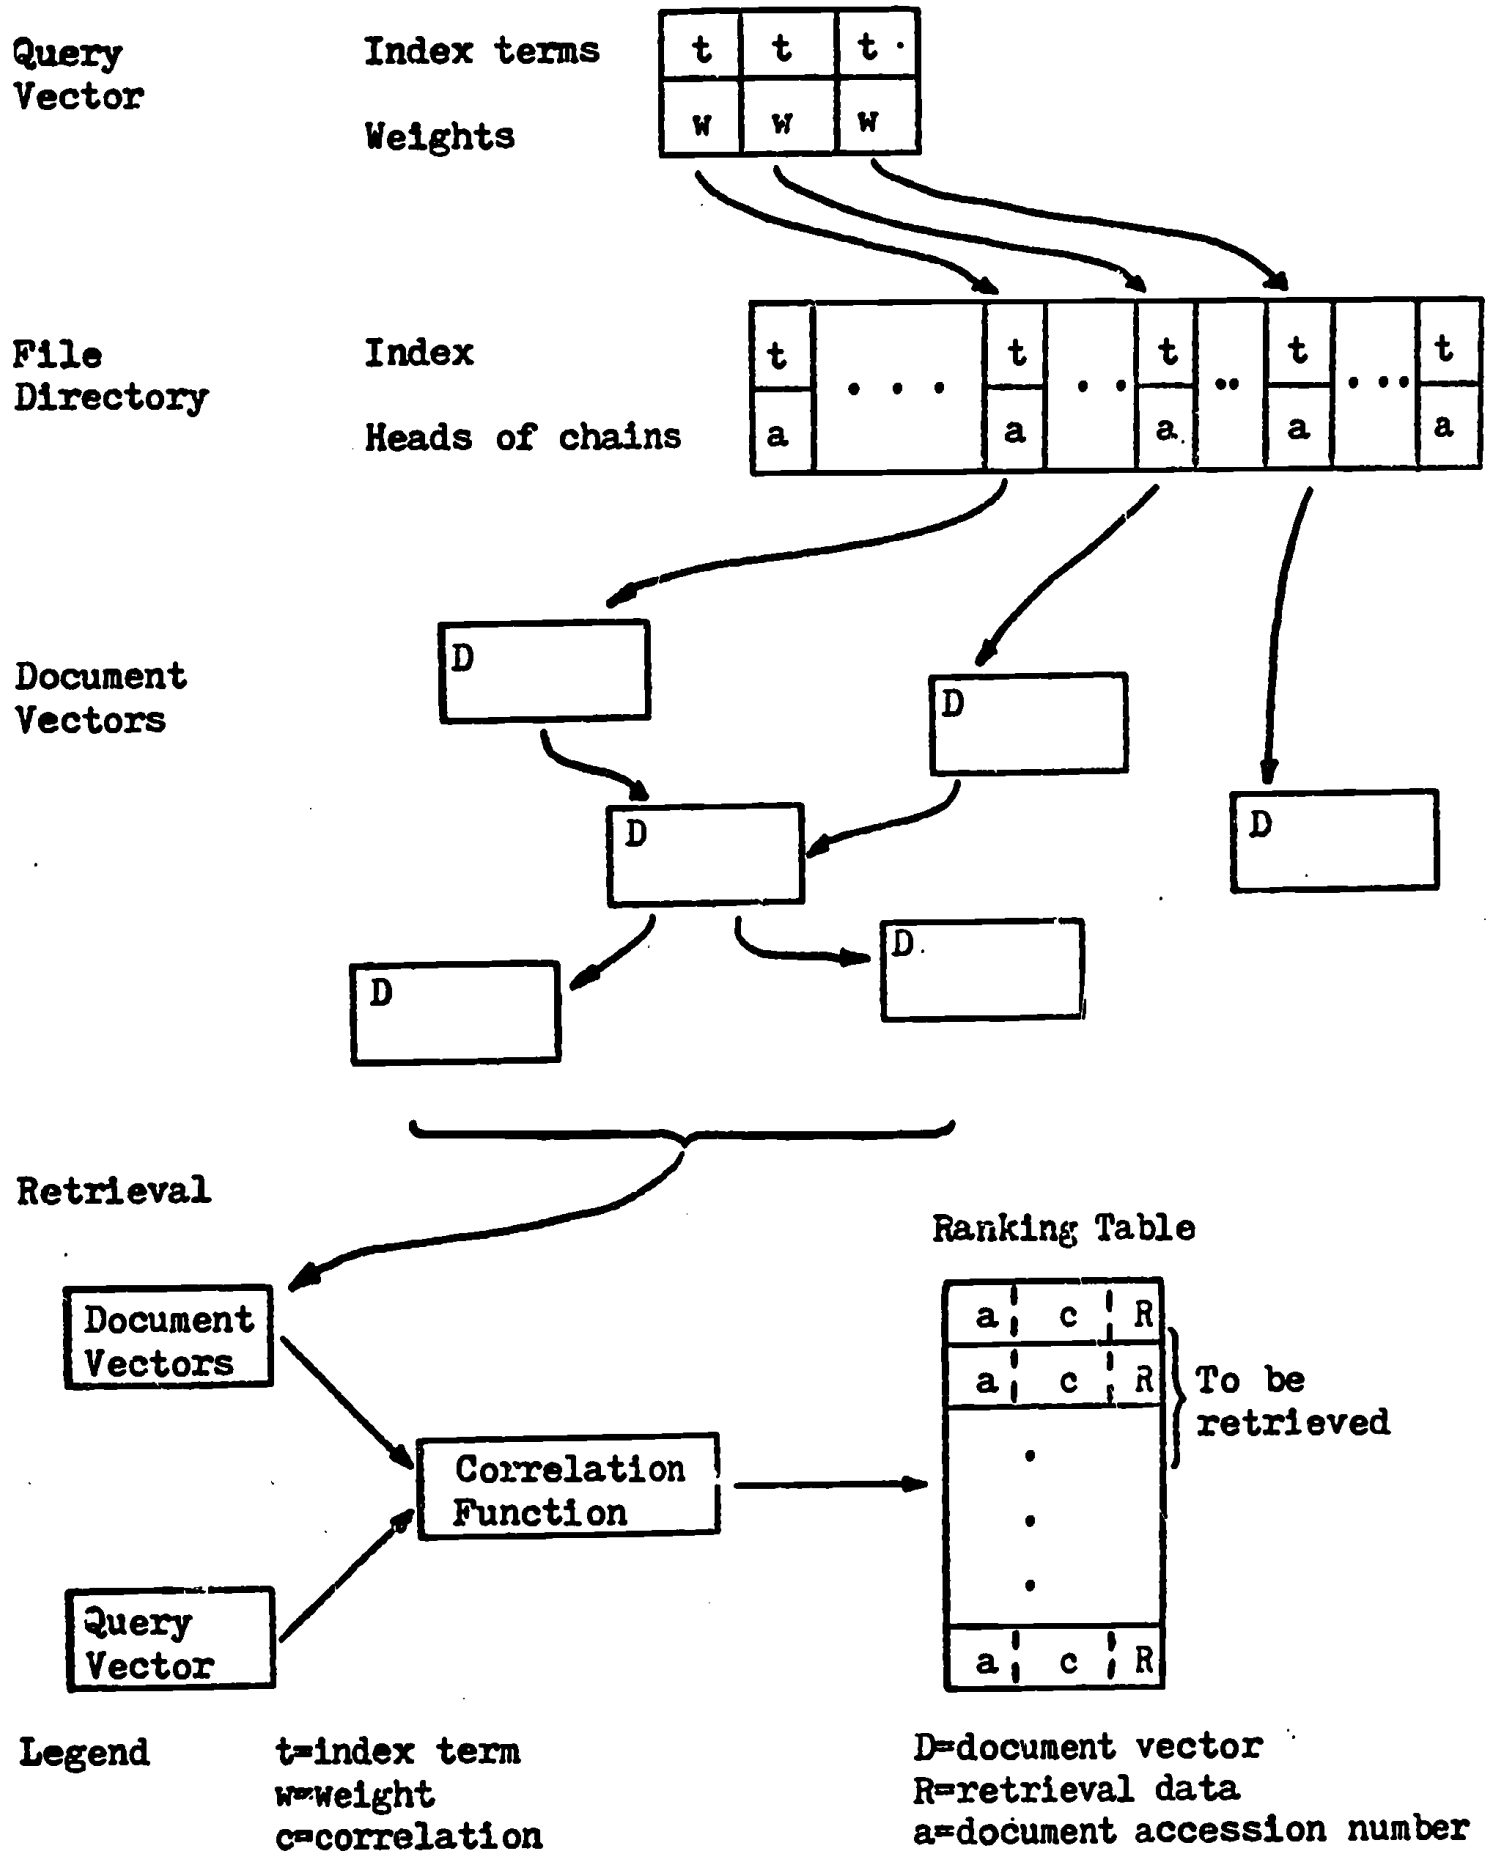 Query
Vector
Index terms
Weights
t t t
w w w
File
Directory
Index
Heads of chains
t . . . t . . t .. t ... t
a a a a a
Document
Vectors
D
D
D
D
D
D
Retrieval
Ranking Table
Document
Vectors
a c R
a c R
.
.
.
a c R
To be
retrieved
Correlation
Function
Query
Vector
Legend
t=index term
w=weight
c=correlation
D=document vector
R=retrieval data
a=document accession number